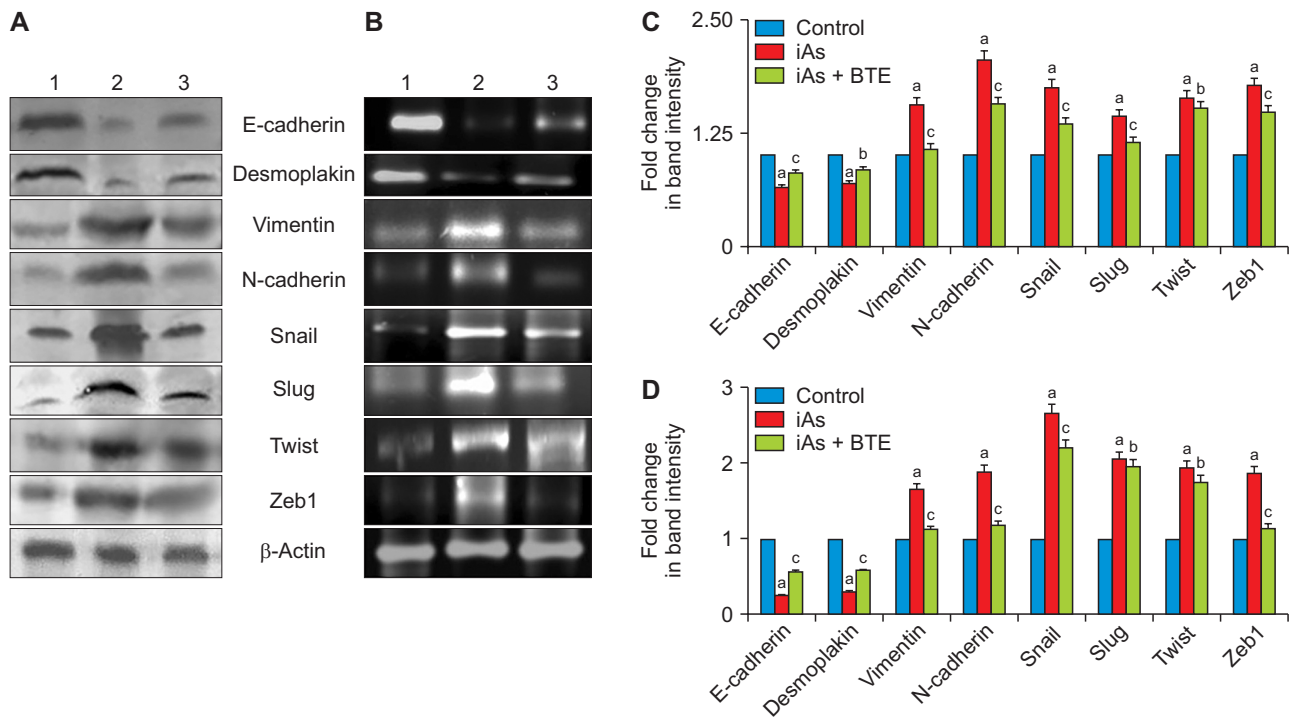 A
1 2 3
B
1 2 3
E-cadherin
Desmoplakin
Vimentin
N-cadherin
Snail
Slug
Twist
Zeb1
β-Actin
C
Fold change
in band intensity
2.50
1.25
0
Control
iAs
iAs + BTE
a c
a b
a c
a c
a c
a c
a b
a c
E-cadherin
Desmoplakin
Vimentin
N-cadherin
Snail
Slug
Twist
Zeb1
D
Fold change
in band intensity
3
2
1
0
Control
iAs
iAs + BTE
a c
a c
a c
a c
a c
a b
a c
a c
E-cadherin
Desmoplakin
Vimentin
N-cadherin
Snail
Slug
Twist
Zeb1